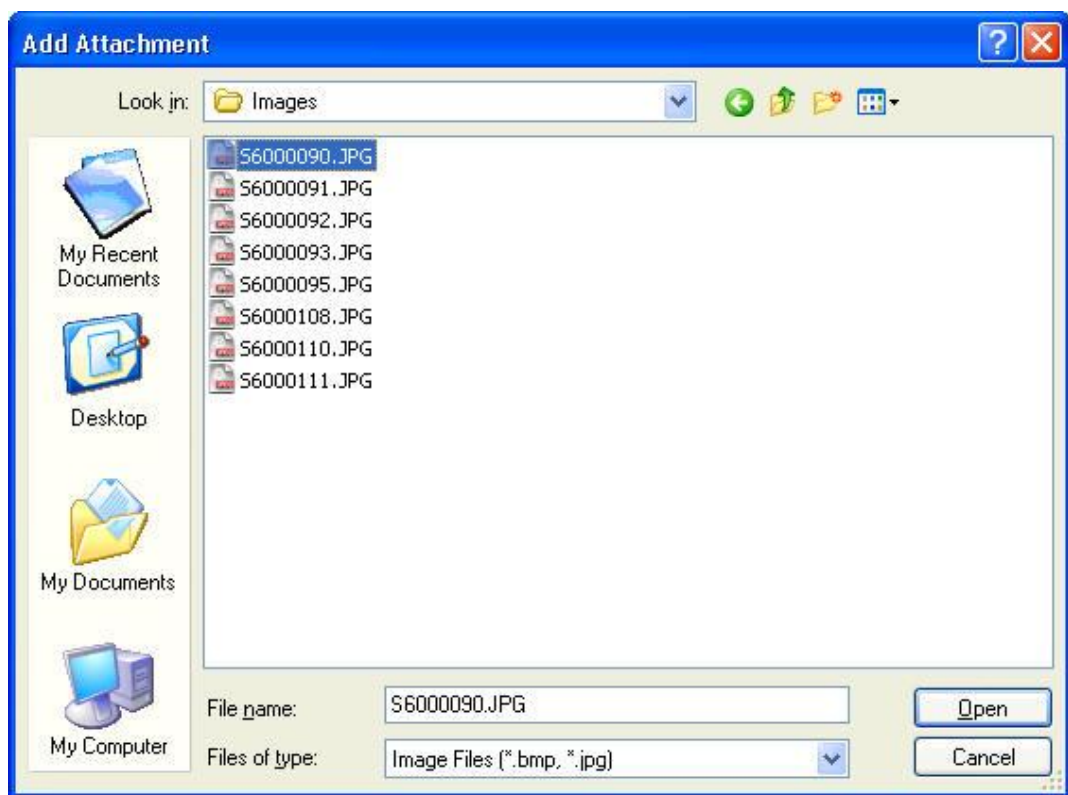 Add Attachment
Look in: Images
S6000090.JPG
S6000091.JPG
S6000092.JPG
S6000093.JPG
S6000095.JPG
S6000108.JPG
S6000110.JPG
S6000111.JPG
My Recent
Documents
Desktop
My Documents
My Computer
File name: S6000090.JPG Open
Files of type: Image Files (*.bmp, *.jpg) Cancel